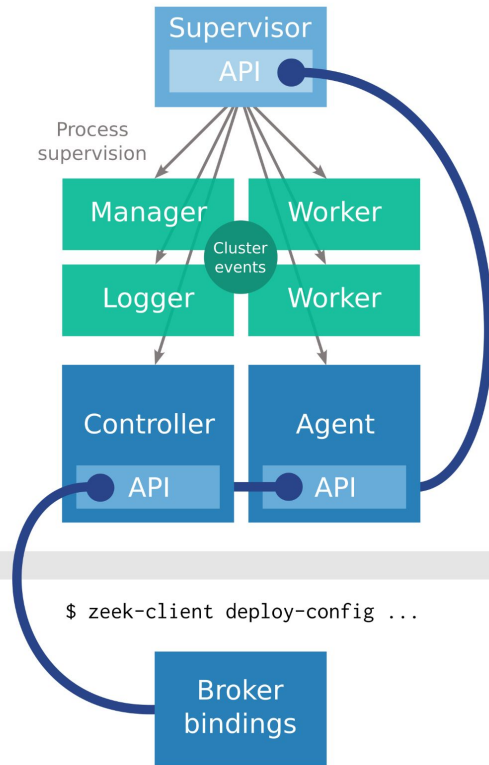 Supervisor
API
Process
supervision
Manager
Worker
Cluster
events
Logger
Worker
Controller
Agent
API
API
$ zeek-client deploy-config ...
Broker
bindings